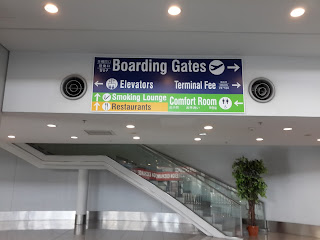 Boarding Gates
Elevators
Terminal Fee
Smoking Lounge
Comfort Room
Restaurants